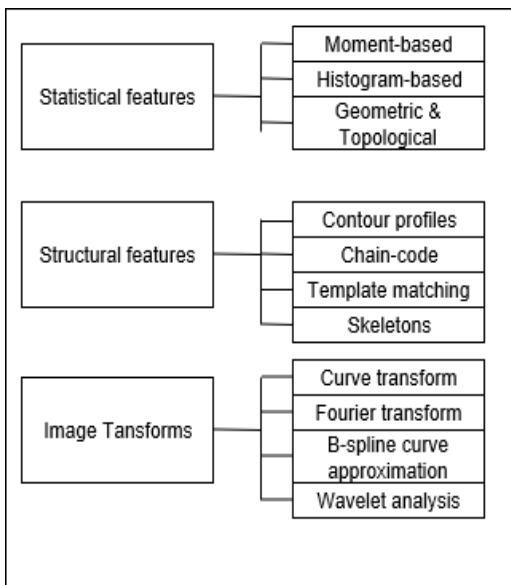 Statistical features
Moment-based
Histogram-based
Geometric &
Topological
Structural features
Contour profiles
Chain-code
Template matching
Skeletons
Image Tansforms
Curve transform
Fourier transform
B-spline curve
approximation
Wavelet analysis